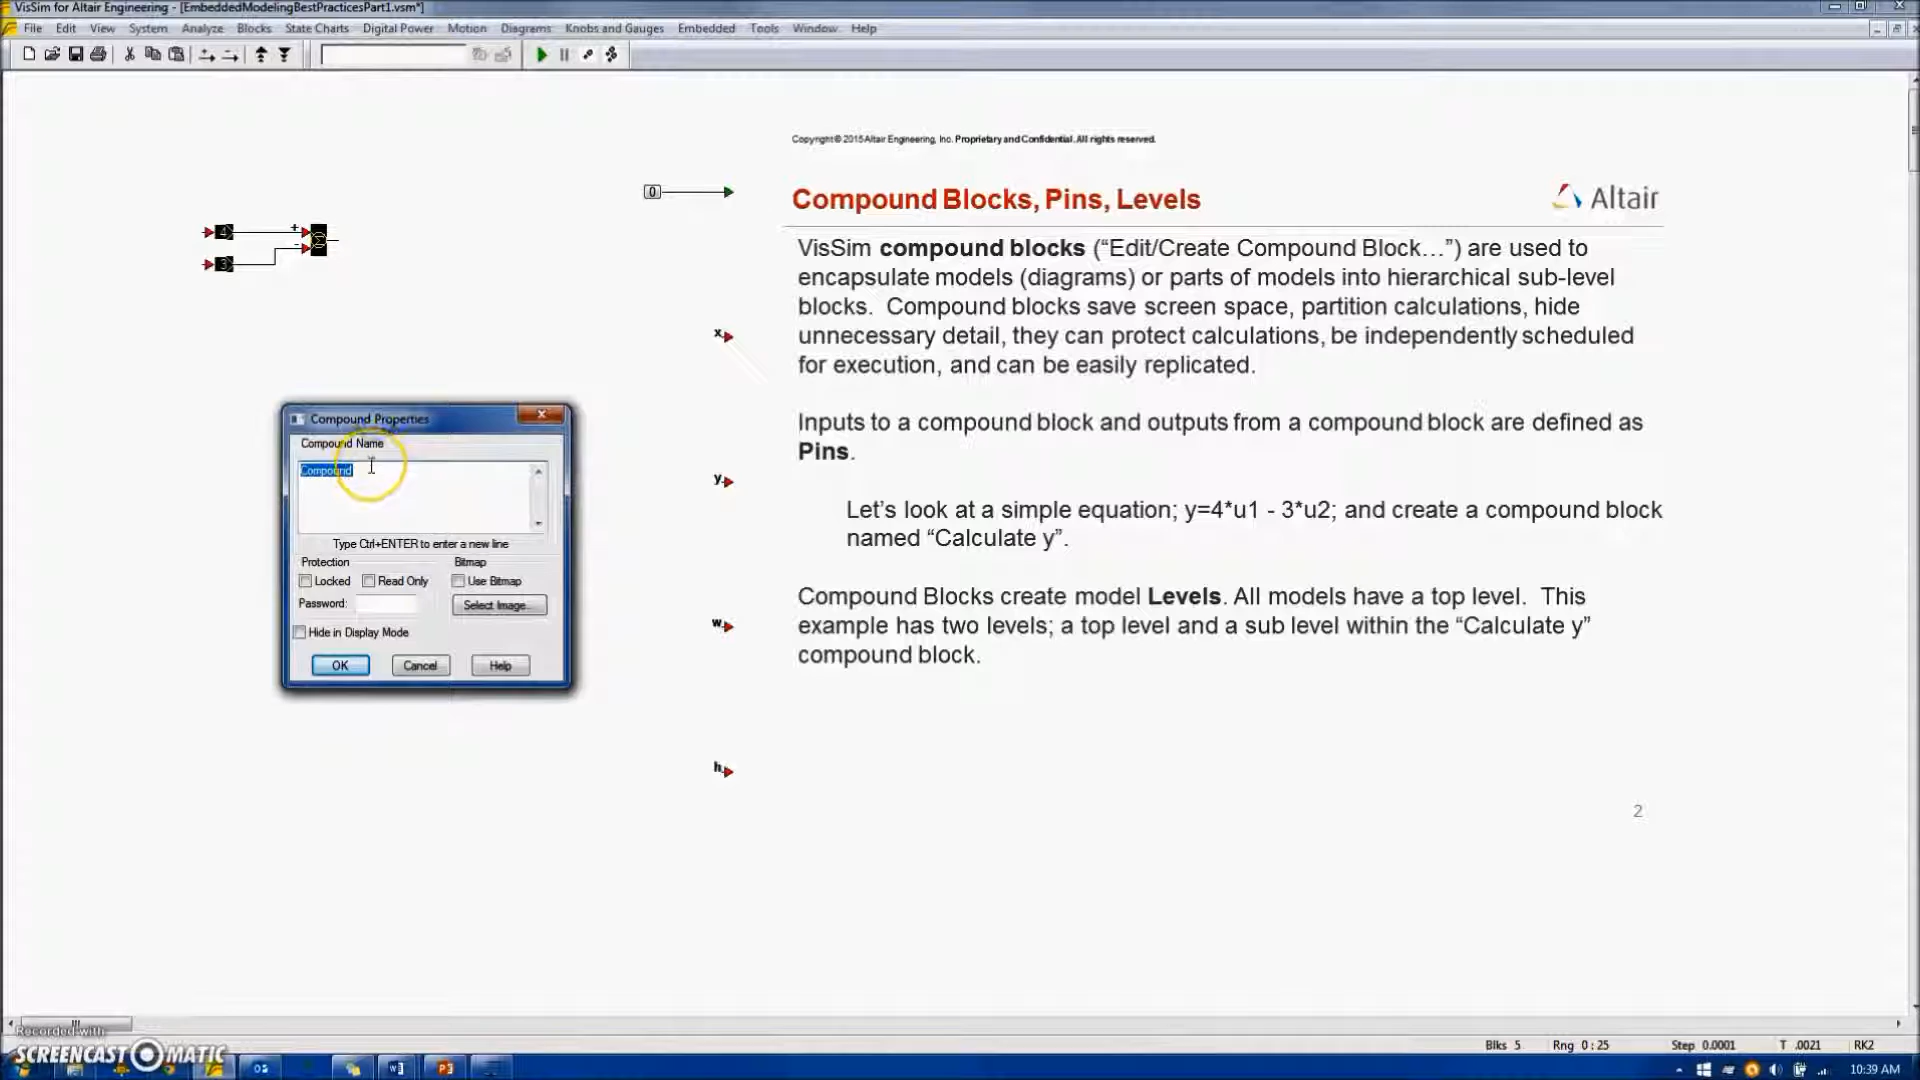 VisSim for Altair Engineering - [EmbeddedModelingBestPracticesPart1.vsm*]
File Edit View System Analyze Blocks State Charts Digital Power Motion Diagrams Knobs and Gauges Embedded Tools Window Help
Copyright © 2015 Altair Engineering, Inc. Proprietary and Confidential. All rights reserved.
0
Compound Blocks, Pins, Levels
Altair
4
+
-
3
VisSim compound blocks (“Edit/Create Compound Block…”) are used to
encapsulate models (diagrams) or parts of models into hierarchical sub-level
blocks.  Compound blocks save screen space, partition calculations, hide
unnecessary detail, they can protect calculations, be independently scheduled
for execution, and can be easily replicated.
x
Inputs to a compound block and outputs from a compound block are defined as
Pins.
y
Let’s look at a simple equation; y=4*u1 - 3*u2; and create a compound block
named “Calculate y”.
Compound Blocks create model Levels. All models have a top level.  This
example has two levels; a top level and a sub level within the “Calculate y”
compound block.
w
h
2
Compound Properties
Compound Name
Compound
Type Ctrl+ENTER to enter a new line
Protection
Bitmap
Locked
Read Only
Use Bitmap
Password:
Select Image...
Hide in Display Mode
OK
Cancel
Help
Recorded with
SCREENCAST-O-MATIC
Blks 5
Rng 0:25
Step 0.0001
T .0021
RK2
10:39 AM